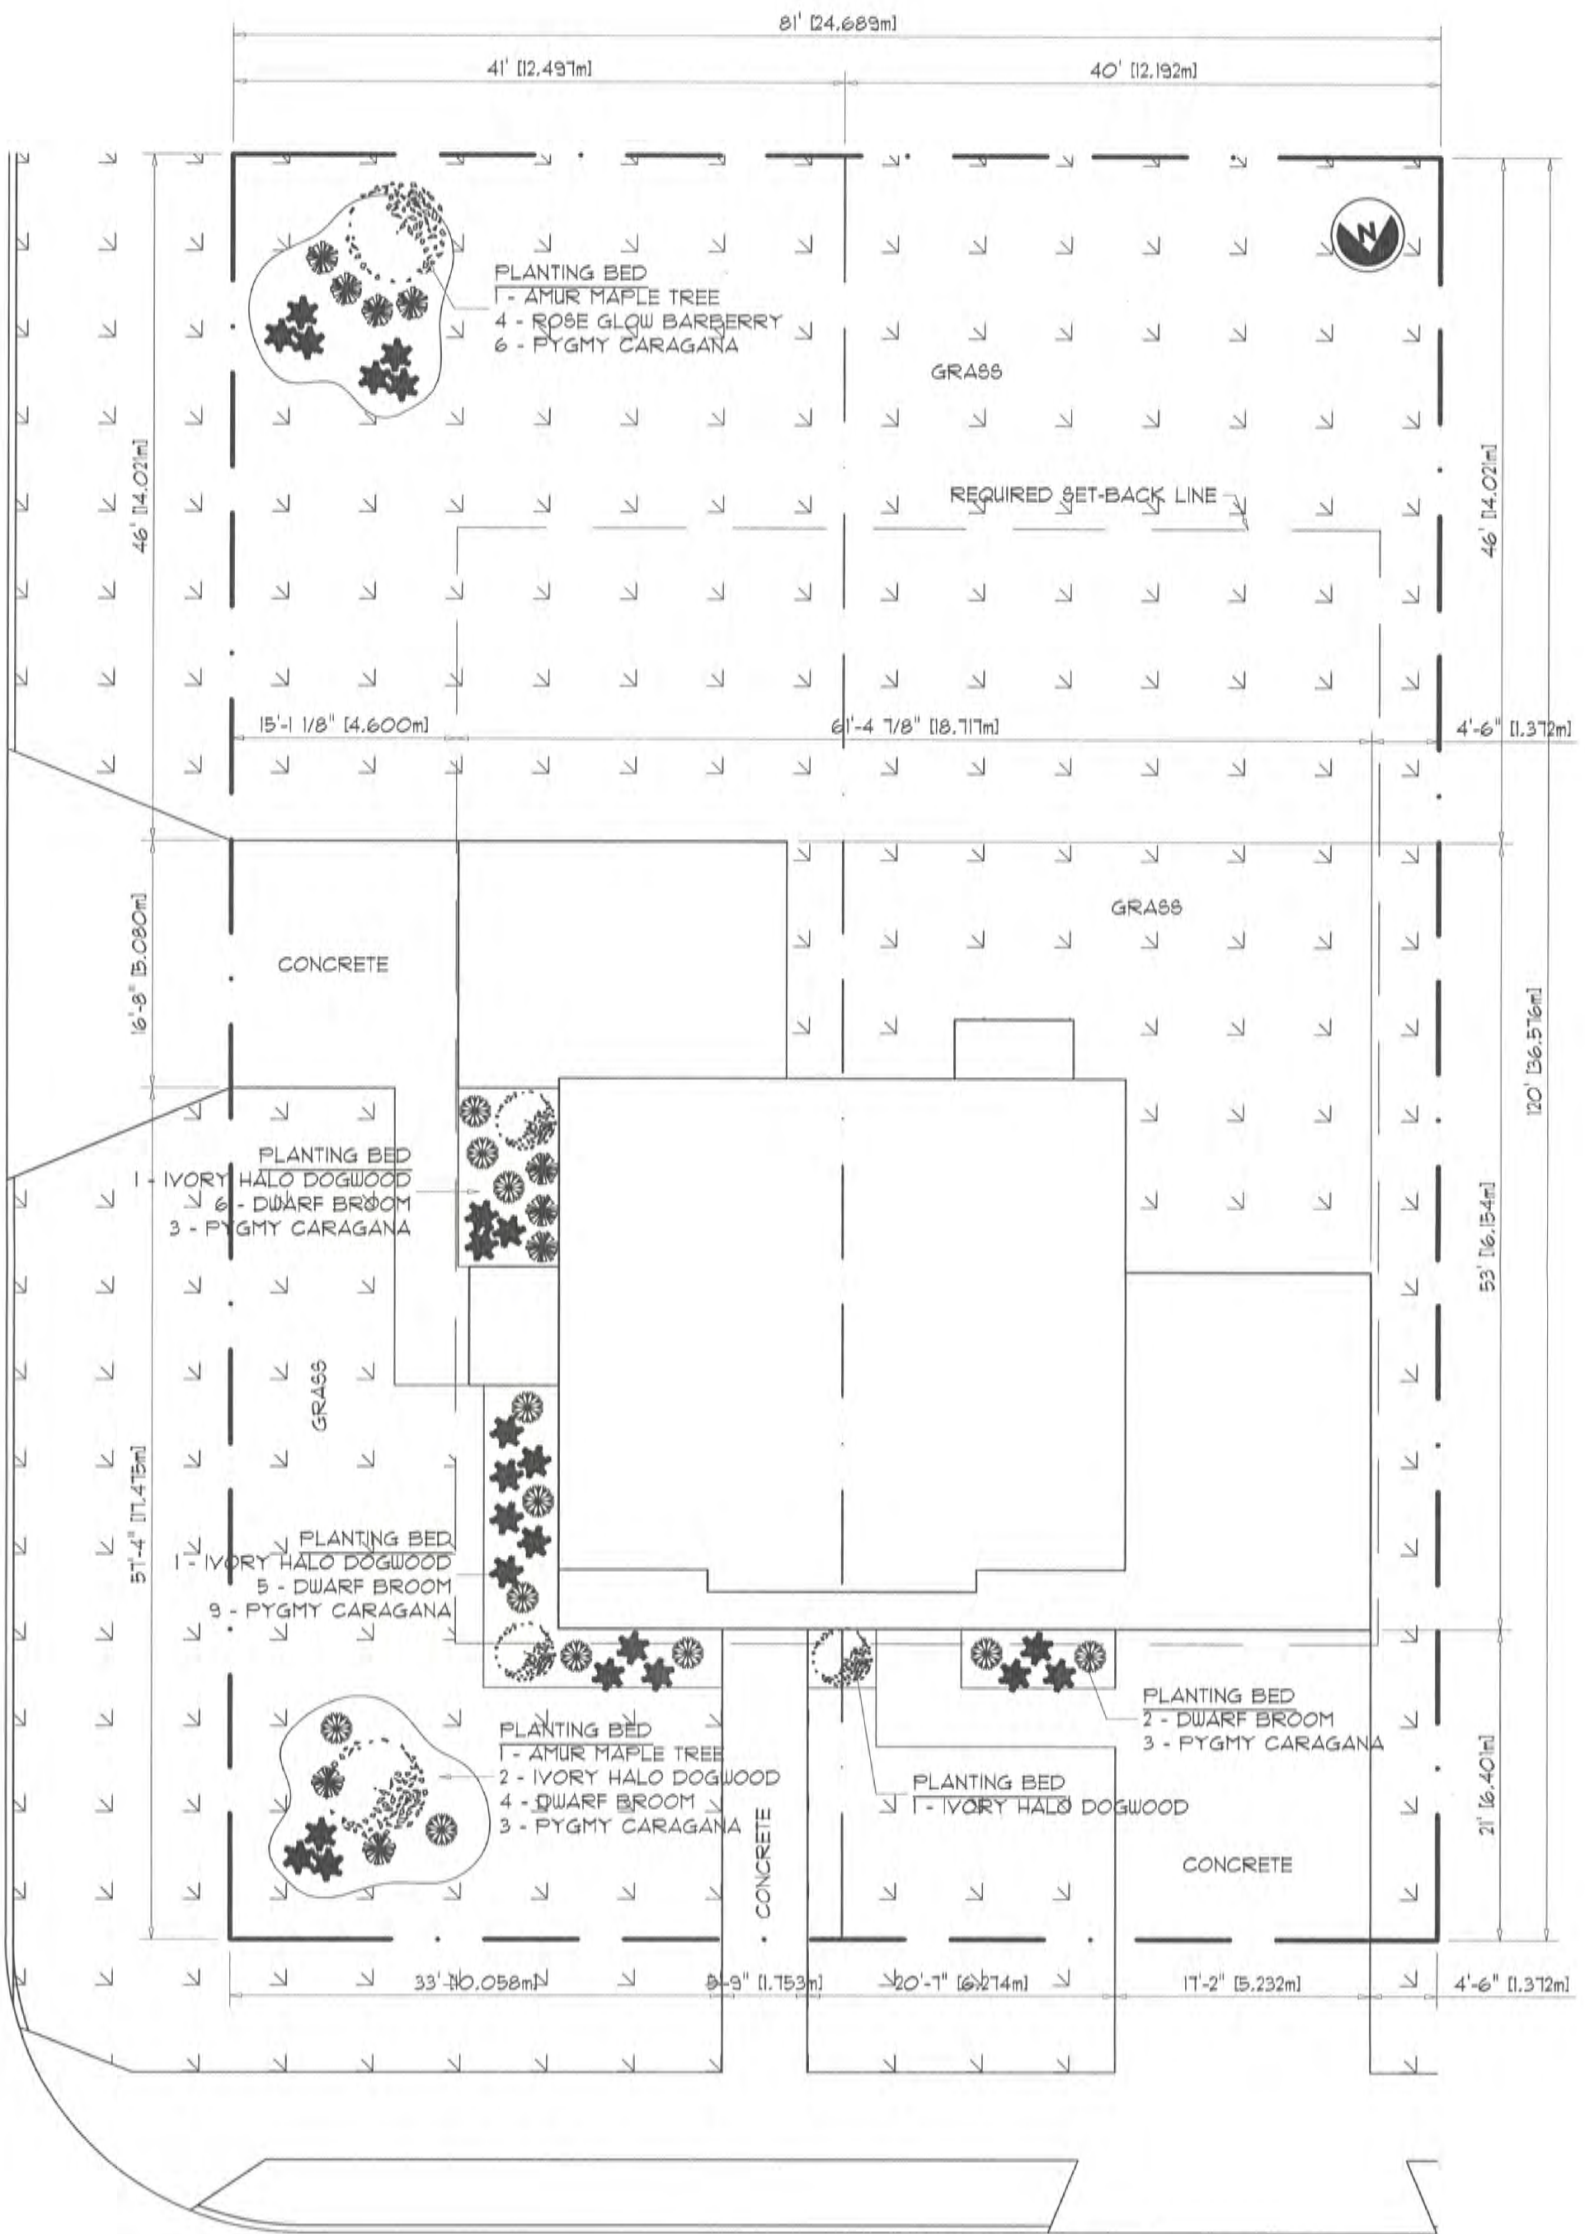 81' [24.689m]
41' [12.497m]
40' [12.192m]
N
PLANTING BED
1 - AMUR MAPLE TREE
4 - ROSE GLOW BARBERRY
6 - PYGMY CARAGANA
GRASS
46' [14.021m]
REQUIRED SET-BACK LINE
46' [14.021m]
15'-1 1/8" [4.600m]
61'-4 7/8" [18.717m]
4'-6" [1.372m]
GRASS
CONCRETE
16'-8" [5.080m]
120' [36.576m]
PLANTING BED
1 - IVORY HALO DOGWOOD
6 - DWARF BROOM
3 - PYGMY CARAGANA
53' [16.154m]
GRASS
57'-4" [17.475m]
PLANTING BED
1 - IVORY HALO DOGWOOD
5 - DWARF BROOM
9 - PYGMY CARAGANA
PLANTING BED
2 - DWARF BROOM
3 - PYGMY CARAGANA
PLANTING BED
1 - AMUR MAPLE TREE
2 - IVORY HALO DOGWOOD
4 - DWARF BROOM
3 - PYGMY CARAGANA
PLANTING BED
1 - IVORY HALO DOGWOOD
21' [6.401m]
CONCRETE
CONCRETE
33' [10.058m]
5'-9" [1.753m]
20'-7" [6.274m]
17'-2" [5.232m]
4'-6" [1.372m]